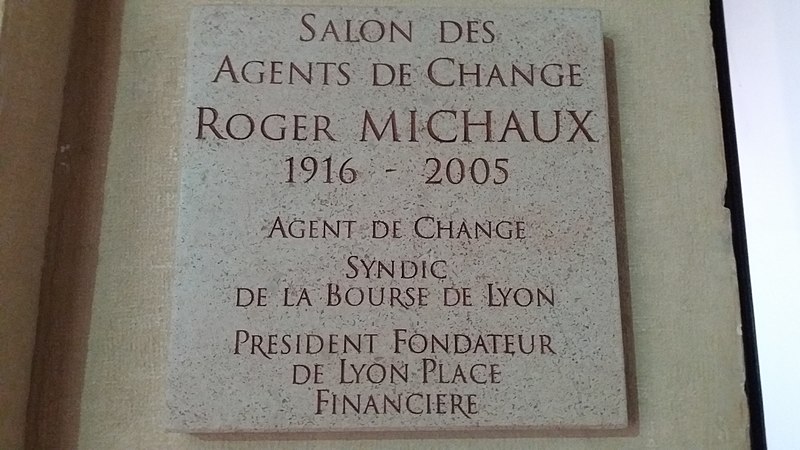 SALON DES
AGENTS DE CHANGE
ROGER MICHAUX
1916 - 2005
AGENT DE CHANGE
SYNDIC
DE LA BOURSE DE LYON
PRESIDENT FONDATEUR
DE LYON PLACE
FINANCIERE